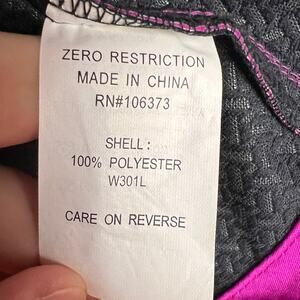 ZERO RESTRICTION
MADE IN CHINA
RN#106373
SHELL:
100% POLYESTER
W301L
CARE ON REVERSE